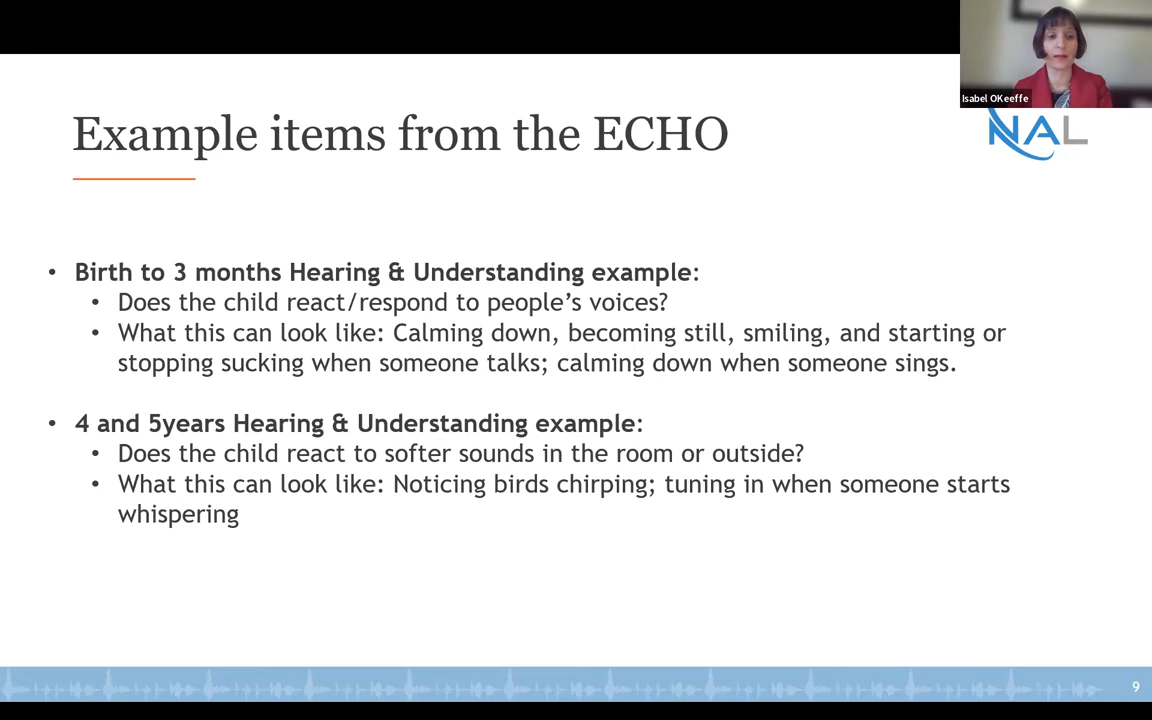 Isabel OKeeffe
NAL
Example items from the ECHO
• Birth to 3 months Hearing & Understanding example:
• Does the child react/respond to people’s voices?
• What this can look like: Calming down, becoming still, smiling, and starting or
stopping sucking when someone talks; calming down when someone sings.
• 4 and 5years Hearing & Understanding example:
• Does the child react to softer sounds in the room or outside?
• What this can look like: Noticing birds chirping; tuning in when someone starts
whispering
9